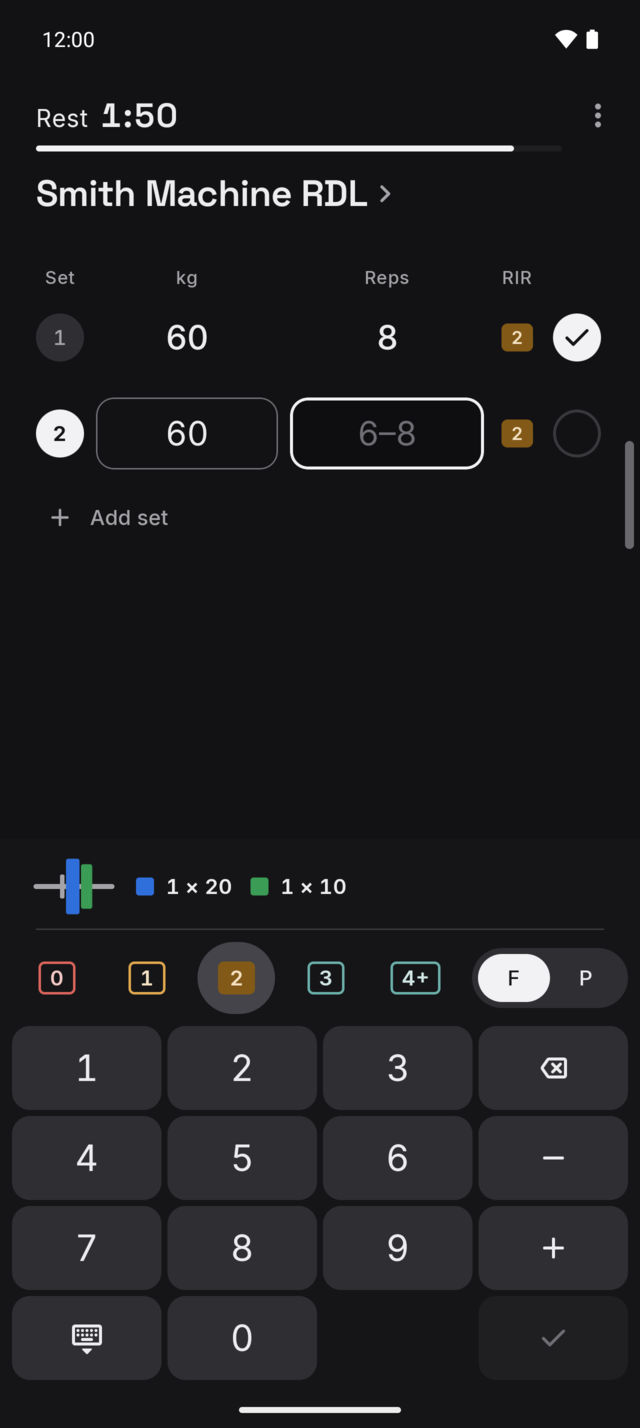 12:00
Rest 1:50
Smith Machine RDL
Set kg Reps RIR
1 60 8 2
2 60 6–8 2
+ Add set
1 × 20 1 × 10
0 1 2 3 4+ F P
1 2 3
4 5 6 −
7 8 9 +
0